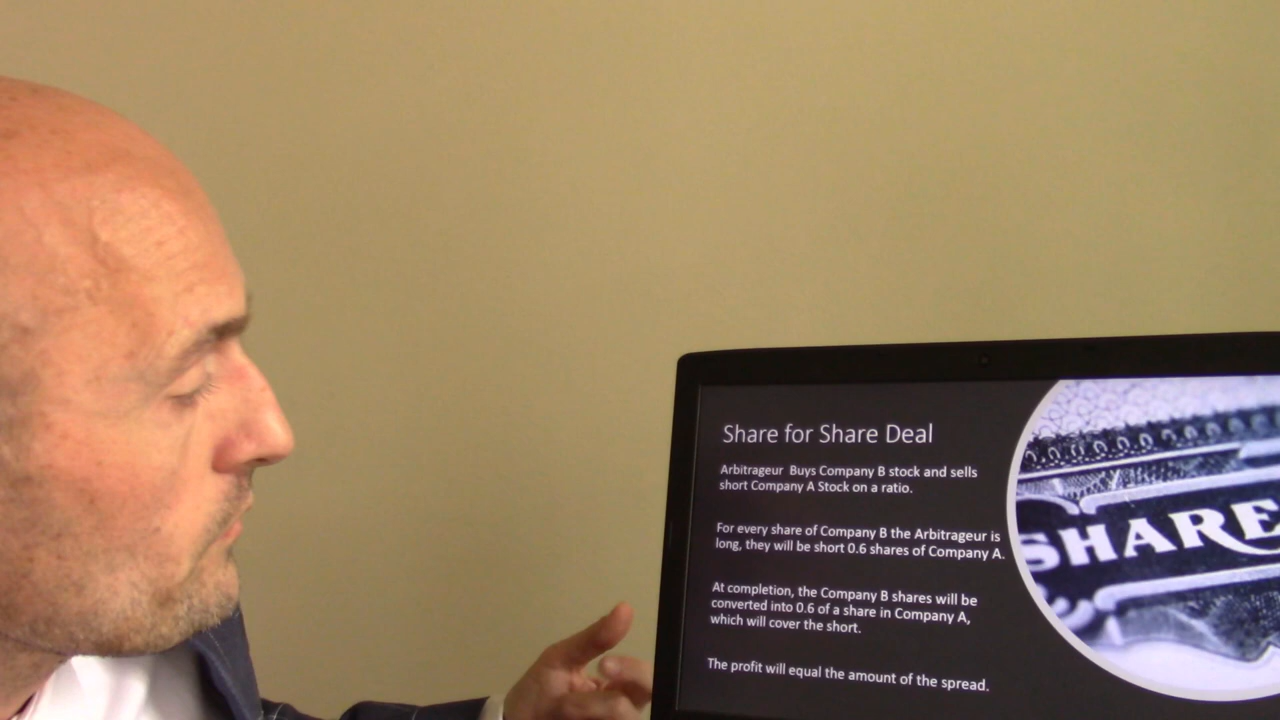 Share for Share Deal
Arbitrageur Buys Company B stock and sells
short Company A Stock on a ratio.
For every share of Company B the Arbitrageur is
long, they will be short 0.6 shares of Company A.
At completion, the Company B shares will be
converted into 0.6 of a share in Company A,
which will cover the short.
The profit will equal the amount of the spread.
SHARE